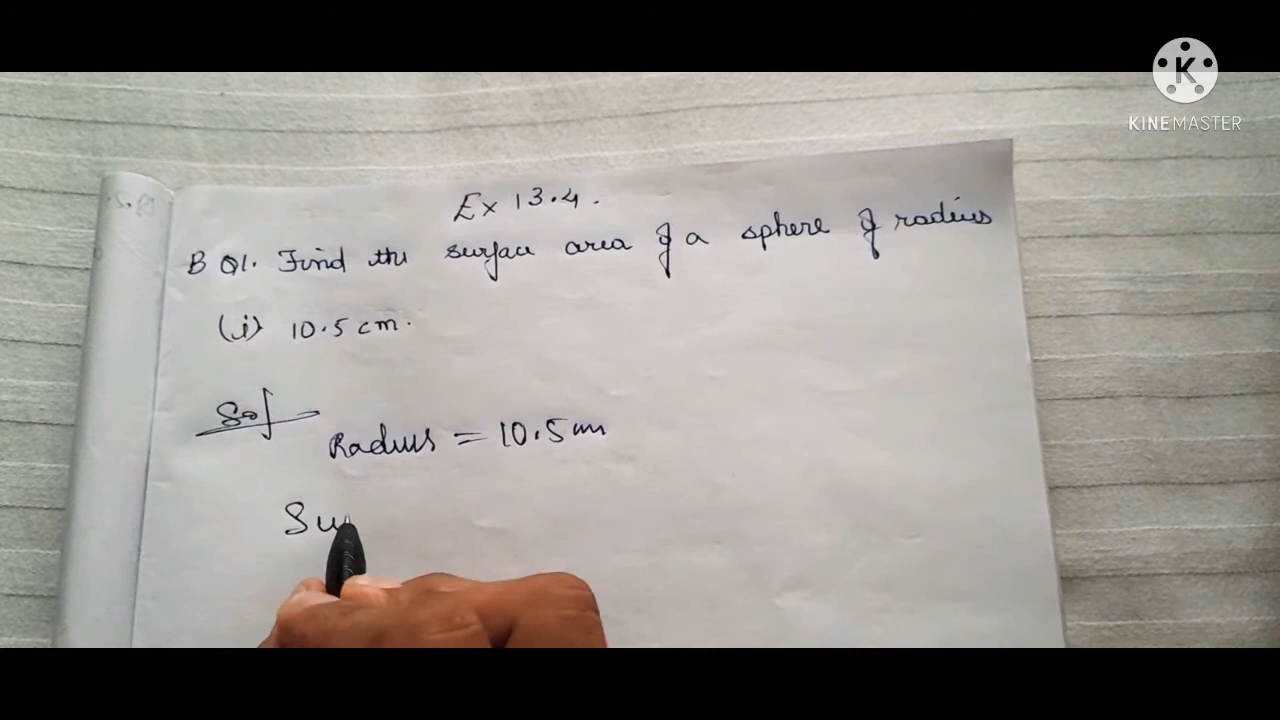 KINEMASTER
Ex 13.4.
B Q1. Find the surface area of a sphere of radius
(i) 10.5 cm.
Sol
Radius = 10.5 cm
Su